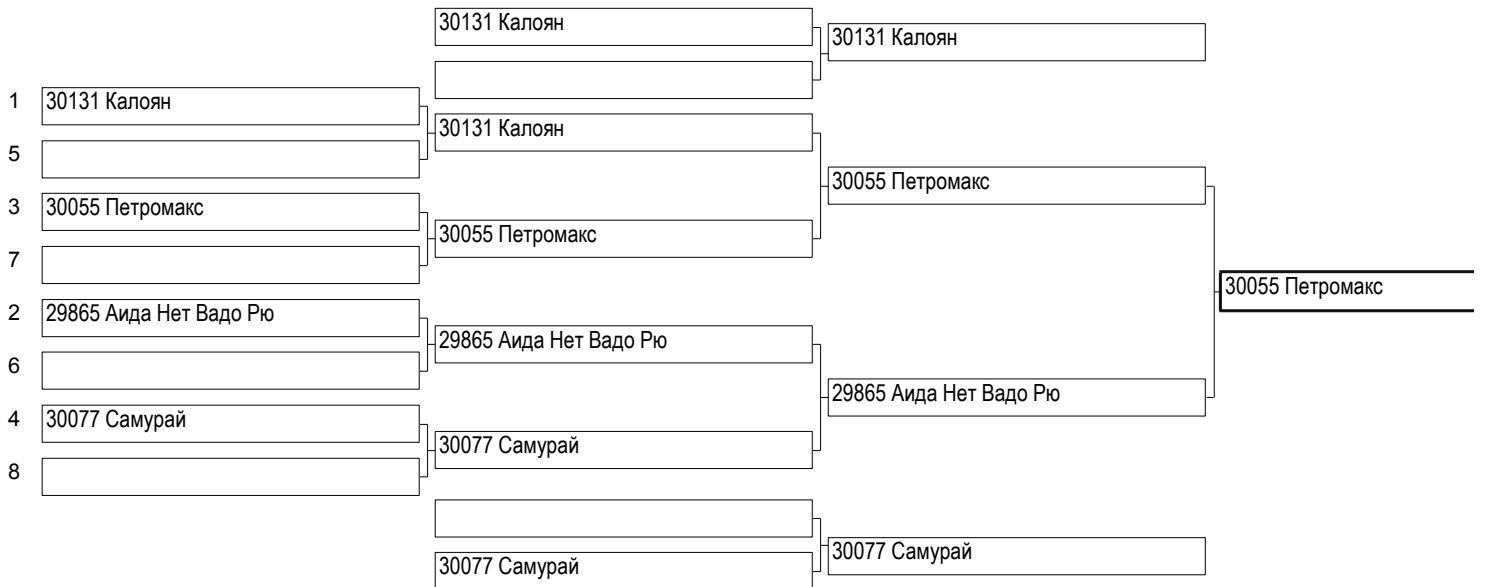 30131 Калоян
30131 Калоян
1 30131 Калоян
30131 Калоян
5
30055 Петромакс
3 30055 Петромакс
30055 Петромакс
7
30055 Петромакс
2 29865 Аида Нет Вадо Рю
29865 Аида Нет Вадо Рю
6
29865 Аида Нет Вадо Рю
4 30077 Самурай
30077 Самурай
8
30077 Самурай
30077 Самурай